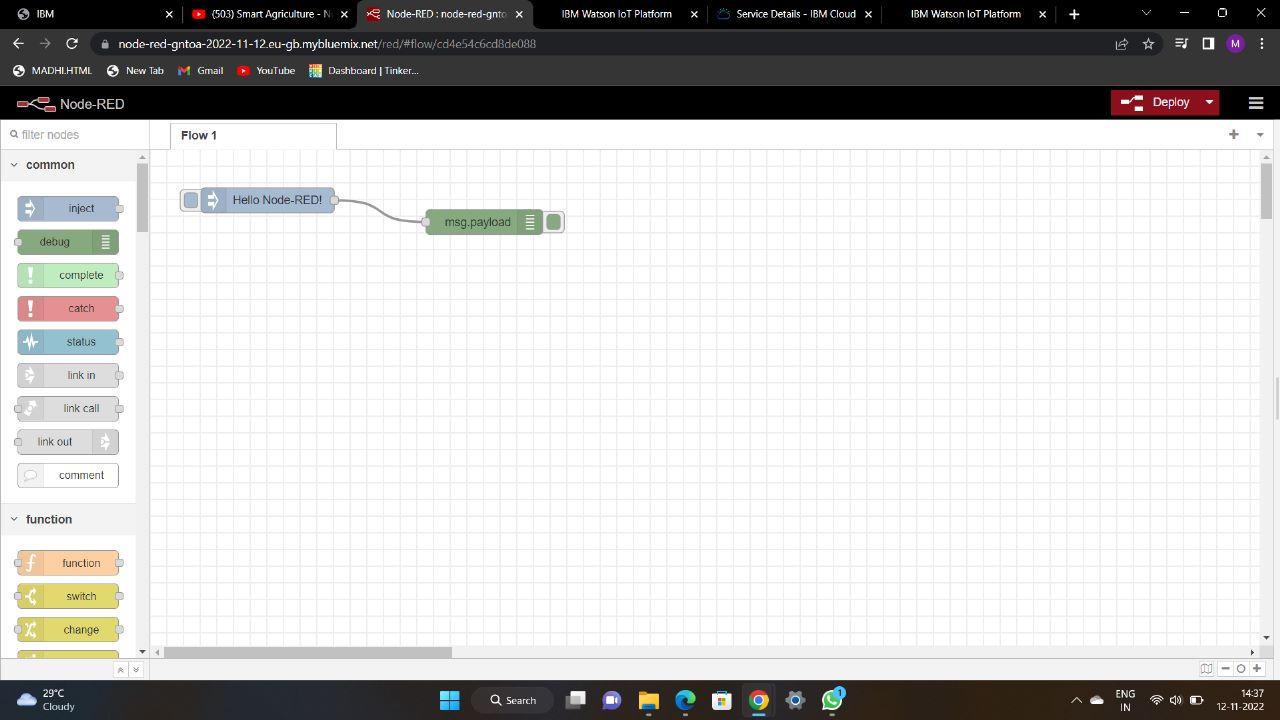 IBM
(503) Smart Agriculture - N
Node-RED : node-red-gnto
IBM Watson IoT Platform
Service Details - IBM Cloud
IBM Watson IoT Platform
node-red-gntoa-2022-11-12.eu-gb.mybluemix.net/red/#flow/cd4e54c6cd8de088
M
MADHLHTML
New Tab
Gmail
YouTube
Dashboard | Tinker...
Node-RED
Deploy
filter nodes
Flow 1
common
inject
debug
complete
catch
status
link in
link call
link out
comment
function
function
switch
change
Hello Node-RED!
msg.payload
29°C
Cloudy
Search
1
ENG
IN
14:37
12-11-2022